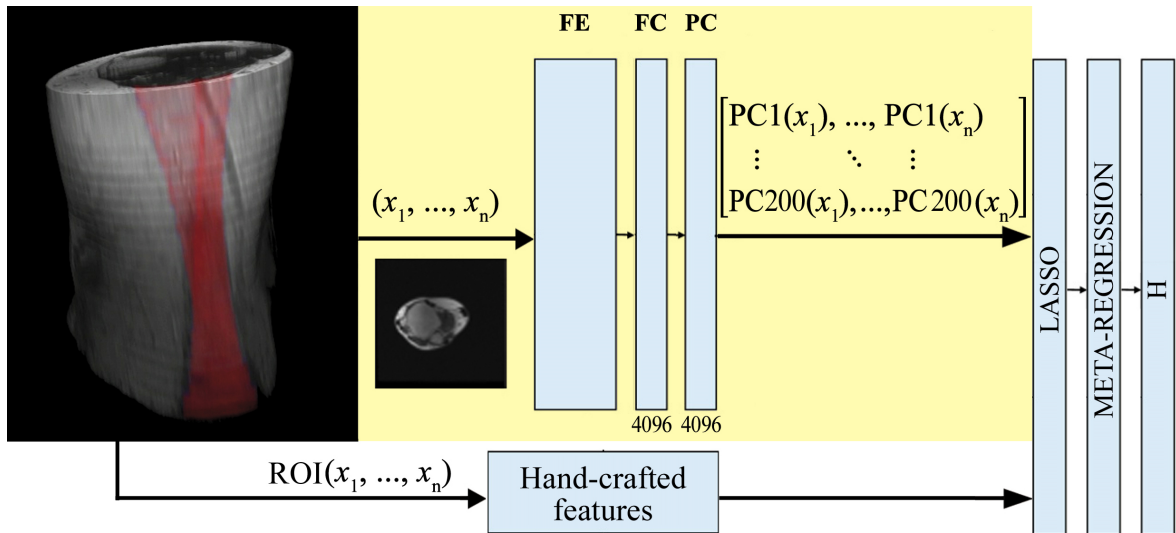 FE FC PC
(x₁, ..., xₙ)
4096 4096
[PC1(x₁), ..., PC1(xₙ)
⋮ ⋱ ⋮
PC200(x₁),...,PC200(xₙ)]
LASSO
META-REGRESSION
H
ROI(x₁, ..., xₙ)
Hand-crafted
features